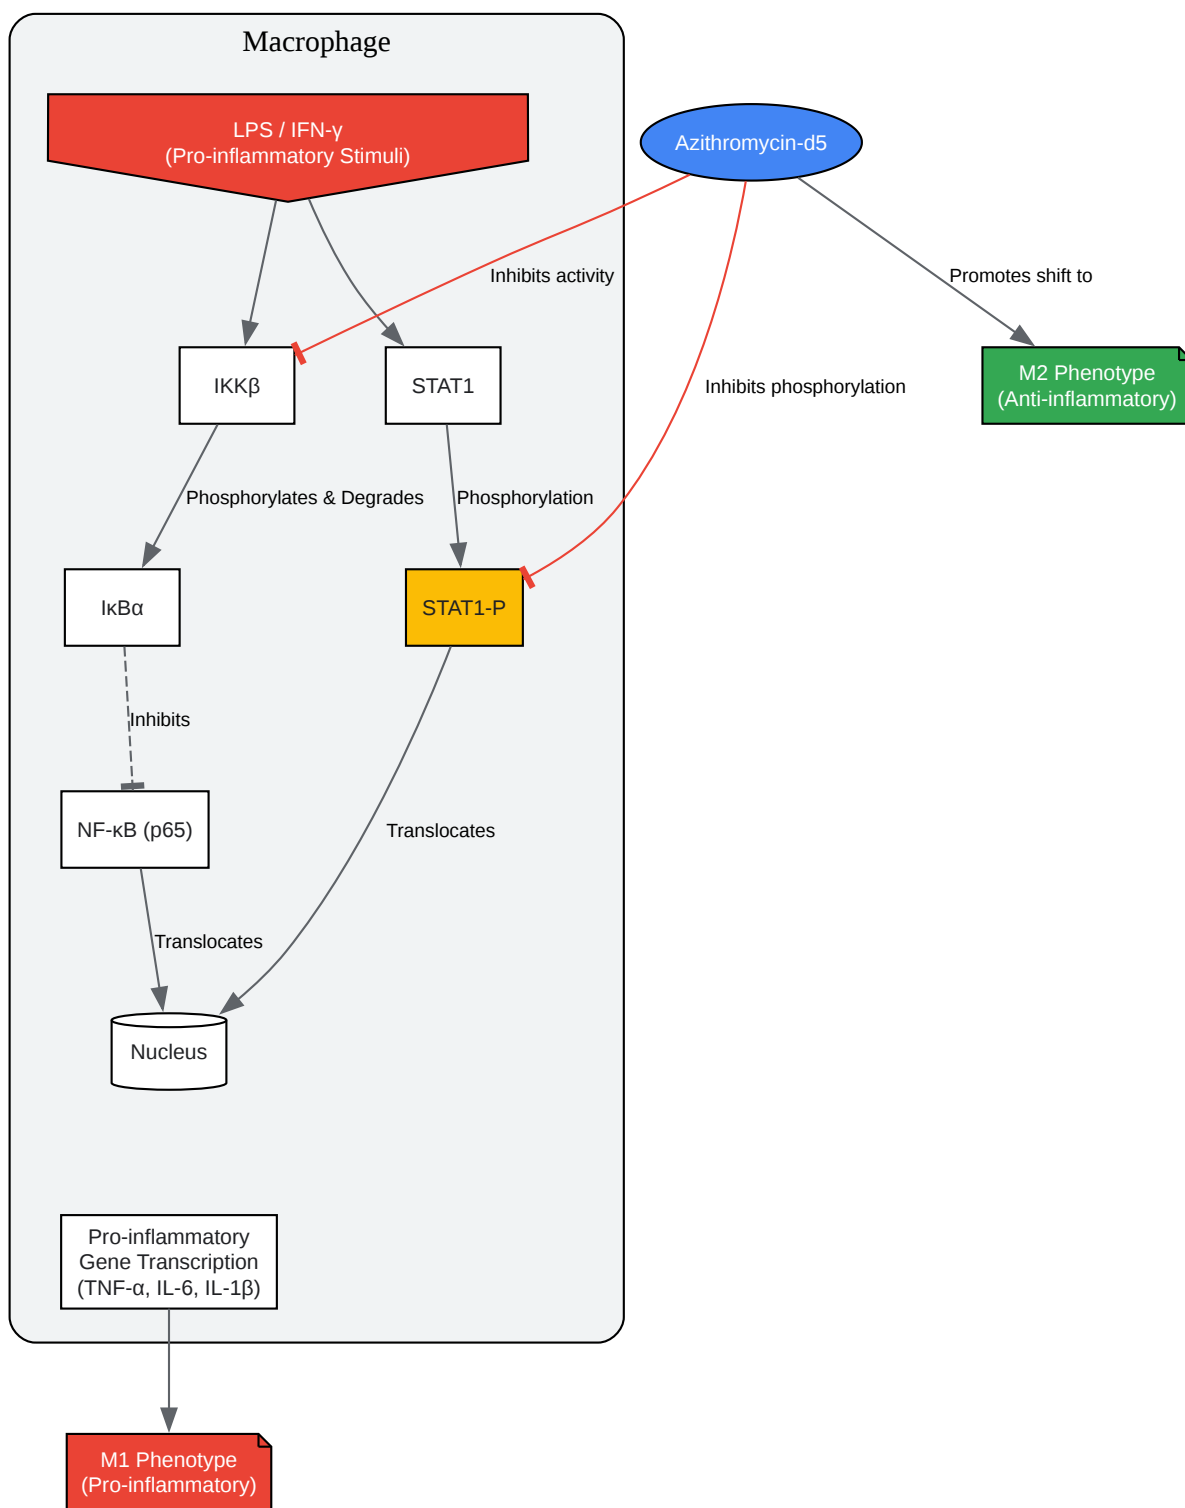 Macrophage
LPS / IFN-γ
(Pro-inflammatory Stimuli)
Azithromycin-d5
Inhibits activity
Promotes shift to
IKKβ
STAT1
Inhibits phosphorylation
M2 Phenotype
(Anti-inflammatory)
Phosphorylates & Degrades
Phosphorylation
IκBα
STAT1-P
Inhibits
NF-κB (p65)
Translocates
Translocates
Nucleus
Pro-inflammatory
Gene Transcription
(TNF-α, IL-6, IL-1β)
M1 Phenotype
(Pro-inflammatory)